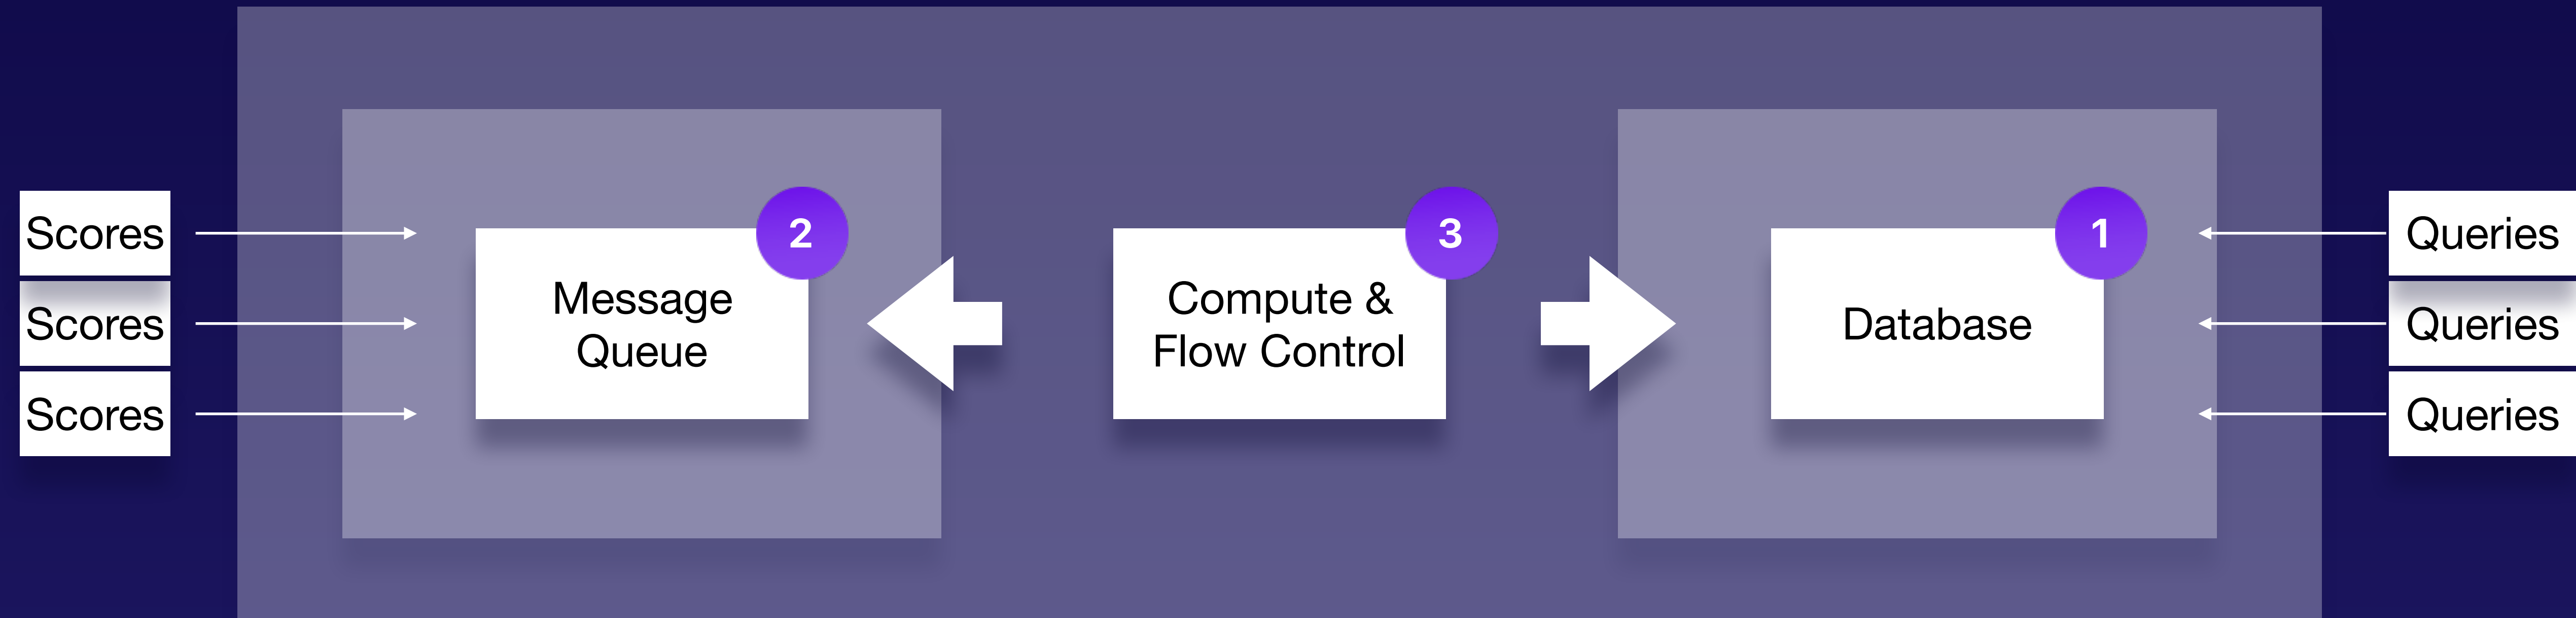 Scores
Scores
Scores
2
Message
Queue
3
Compute &
Flow Control
1
Database
Queries
Queries
Queries